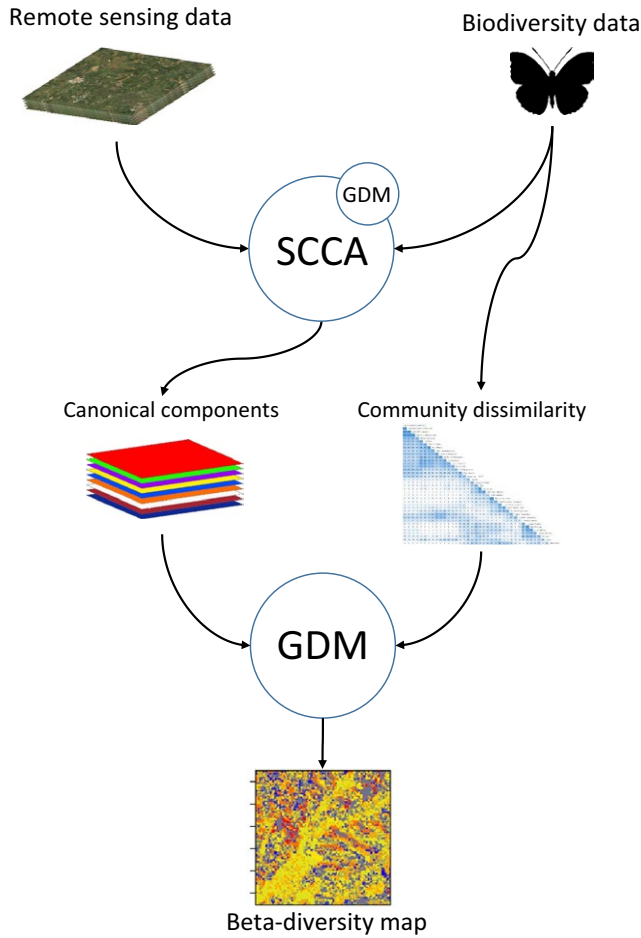 Remote sensing data
Biodiversity data
GDM
SCCA
Canonical components
Community dissimilarity
GDM
Beta-diversity map